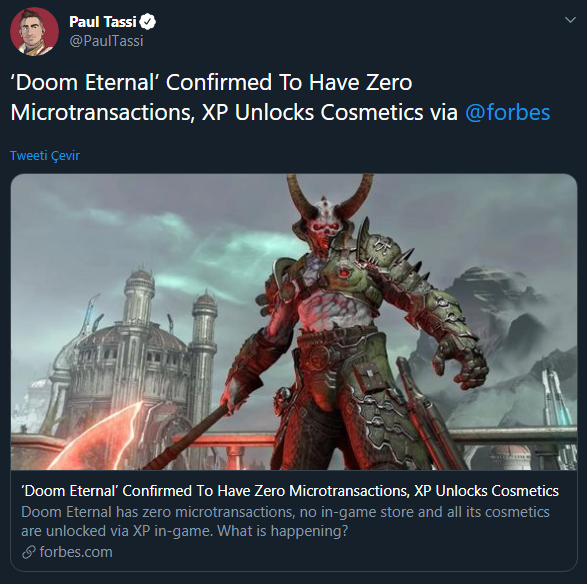 Paul Tassi
@PaulTassi
‘Doom Eternal’ Confirmed To Have Zero
Microtransactions, XP Unlocks Cosmetics via @forbes
Tweeti Çevir
‘Doom Eternal’ Confirmed To Have Zero Microtransactions, XP Unlocks Cosmetics
Doom Eternal has zero microtransactions, no in-game store and all its cosmetics
are unlocked via XP in-game. What is happening?
forbes.com